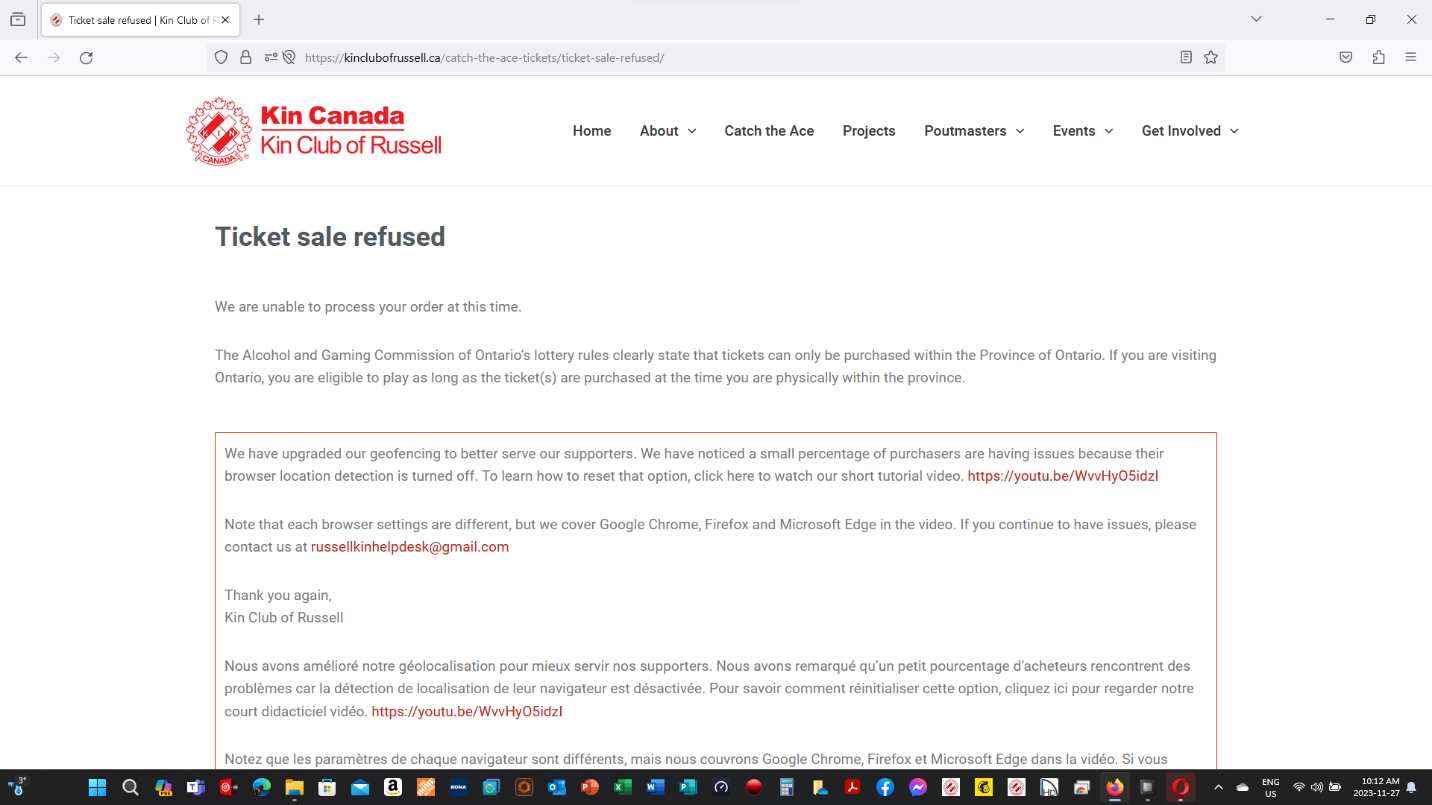 Ticket sale refused | Kin Club of R
https://kinclubofrussell.ca/catch-the-ace-tickets/ticket-sale-refused/
KIN
CANADA
Kin Canada
Kin Club of Russell
Home About Catch the Ace Projects Poutmasters Events Get Involved
Ticket sale refused
We are unable to process your order at this time.
The Alcohol and Gaming Commission of Ontario's lottery rules clearly state that tickets can only be purchased within the Province of Ontario. If you are visiting
Ontario, you are eligible to play as long as the ticket(s) are purchased at the time you are physically within the province.
We have upgraded our geofencing to better serve our supporters. We have noticed a small percentage of purchasers are having issues because their
browser location detection is turned off. To learn how to reset that option, click here to watch our short tutorial video. https://youtu.be/WvvHyO5idzI
Note that each browser settings are different, but we cover Google Chrome, Firefox and Microsoft Edge in the video. If you continue to have issues, please
contact us at russellkinhelpdesk@gmail.com
Thank you again,
Kin Club of Russell
Nous avons amélioré notre géolocalisation pour mieux servir nos supporters. Nous avons remarqué qu'un petit pourcentage d'acheteurs rencontrent des
problèmes car la détection de localisation de leur navigateur est désactivée. Pour savoir comment réinitialiser cette option, cliquez ici pour regarder notre
court didacticiel vidéo. https://youtu.be/WvvHyO5idzI
Notez que les paramètres de chaque navigateur sont différents, mais nous couvrons Google Chrome, Firefox et Microsoft Edge dans la vidéo. Si vous
3°
RONA
ENG
US
10:12 AM
2023-11-27